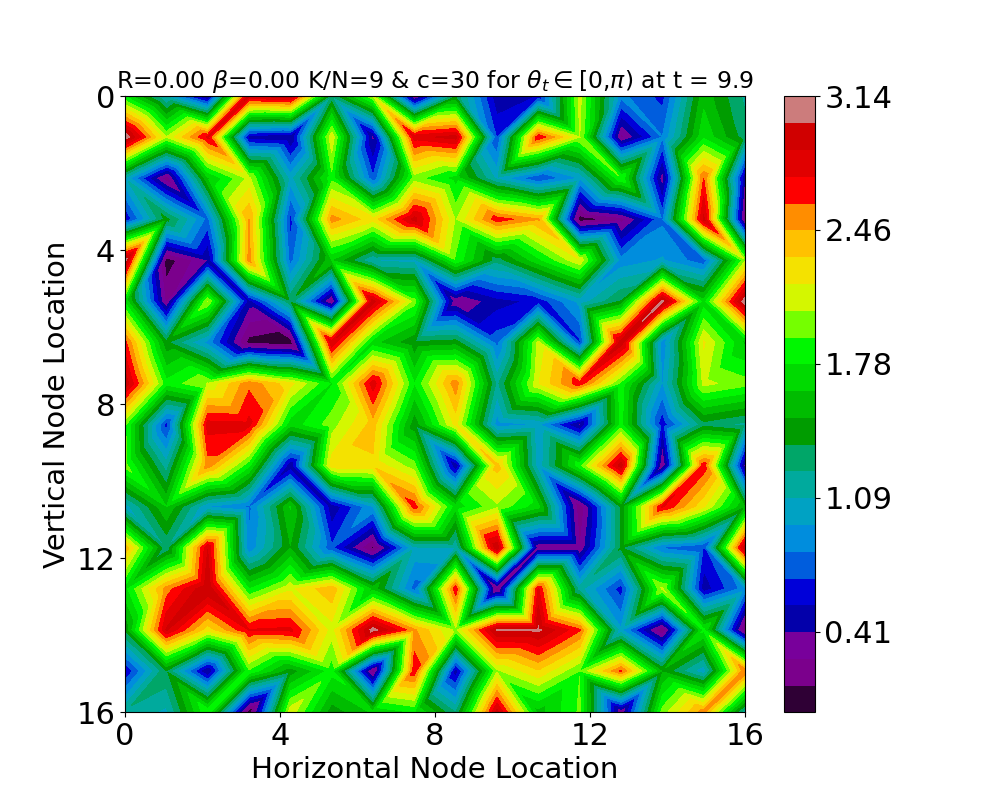 R=0.00 β=0.00 K/N=9 & c=30 for θ_t ∈ [0,π) at t = 9.9
0
4
8
12
16
Vertical Node Location
0 4 8 12 16
Horizontal Node Location
3.14
2.46
1.78
1.09
0.41